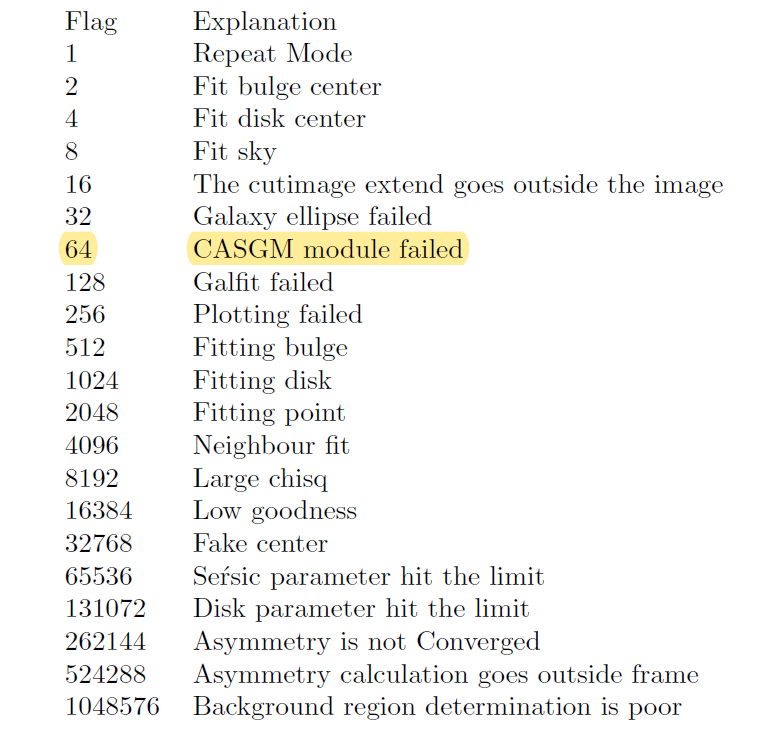 Flag Explanation
1 Repeat Mode
2 Fit bulge center
4 Fit disk center
8 Fit sky
16 The cutimage extend goes outside the image
32 Galaxy ellipse failed
64 CASGM module failed
128 Galfit failed
256 Plotting failed
512 Fitting bulge
1024 Fitting disk
2048 Fitting point
4096 Neighbour fit
8192 Large chisq
16384 Low goodness
32768 Fake center
65536 Seŕsic parameter hit the limit
131072 Disk parameter hit the limit
262144 Asymmetry is not Converged
524288 Asymmetry calculation goes outside frame
1048576 Background region determination is poor